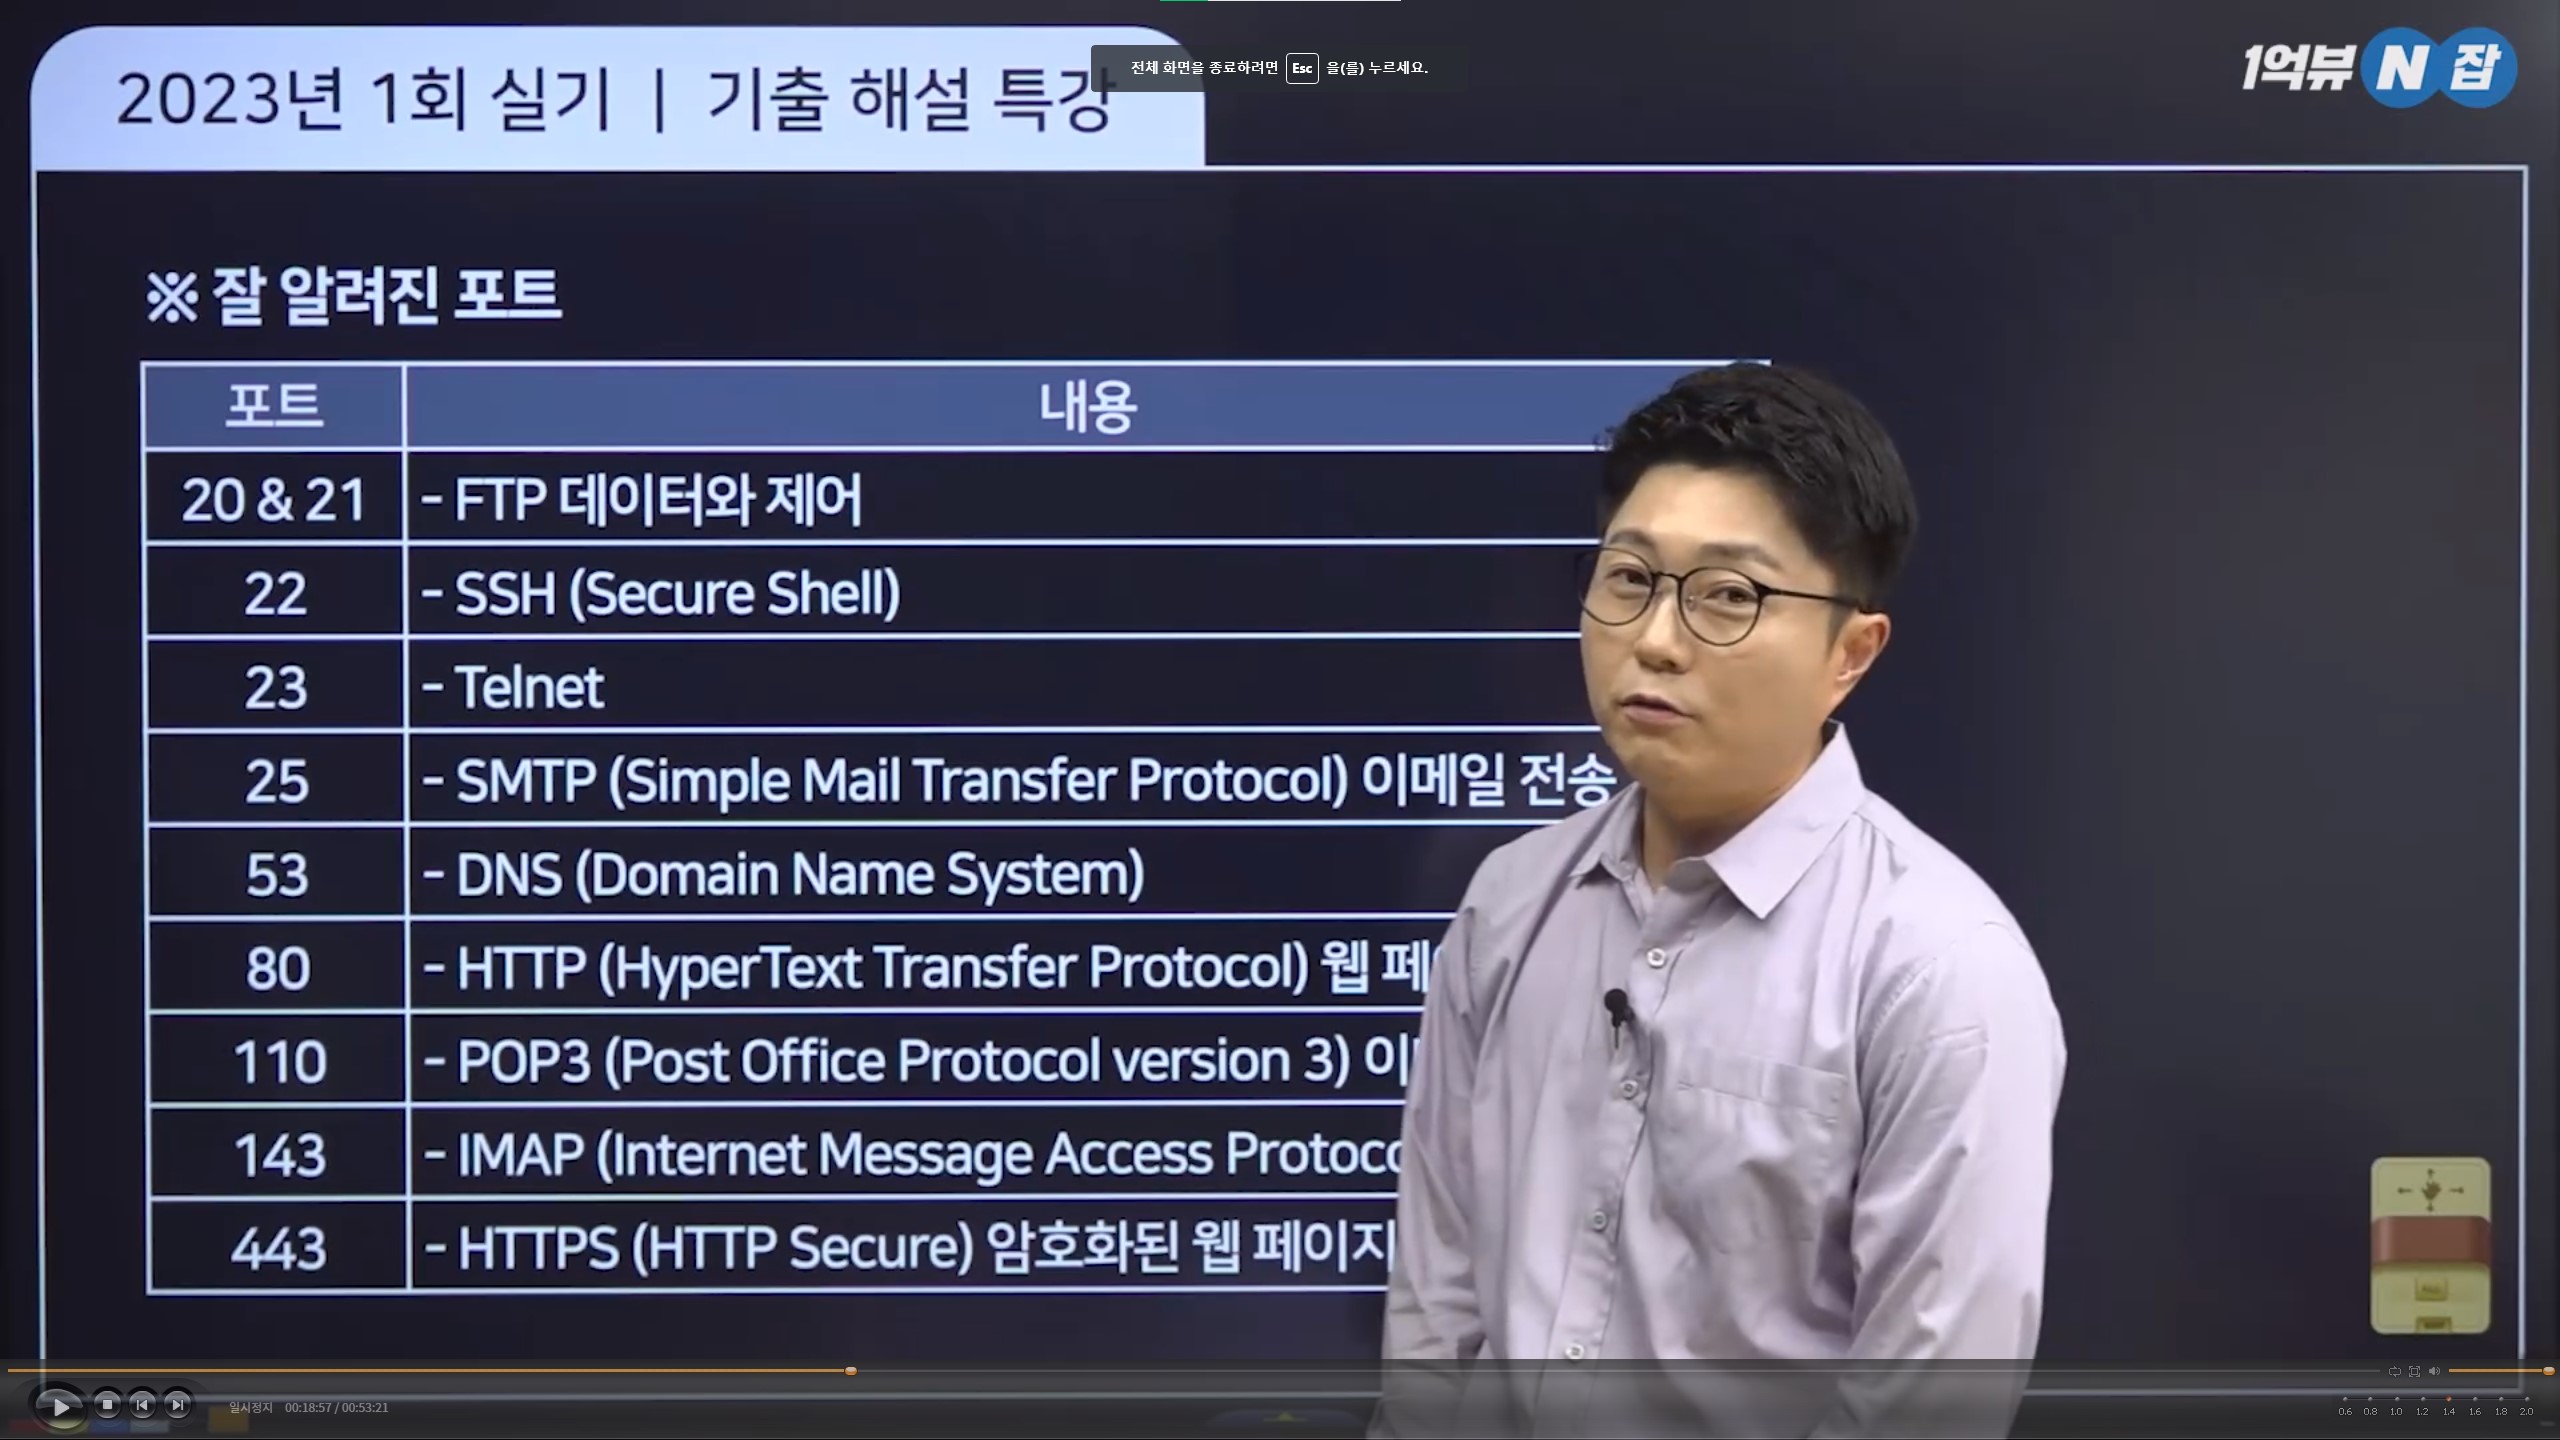 2023년 1회 실기 | 기출 해설 특강
전체 화면을 종료하려면 Esc 을(를) 누르세요.
1억뷰 N 잡
※ 잘 알려진 포트
포트 내용
20 & 21 - FTP 데이터와 제어
22 - SSH (Secure Shell)
23 - Telnet
25 - SMTP (Simple Mail Transfer Protocol) 이메일 전송
53 - DNS (Domain Name System)
80 - HTTP (HyperText Transfer Protocol) 웹
110 - POP3 (Post Office Protocol version 3)
143 - IMAP (Internet Message Access
443 - HTTPS (HTTP Secure) 암호화된 웹 페이지
일시정지 00:18:57 / 00:53:21
0.6 0.8 1.0 1.2 1.4 1.6 1.8 2.0